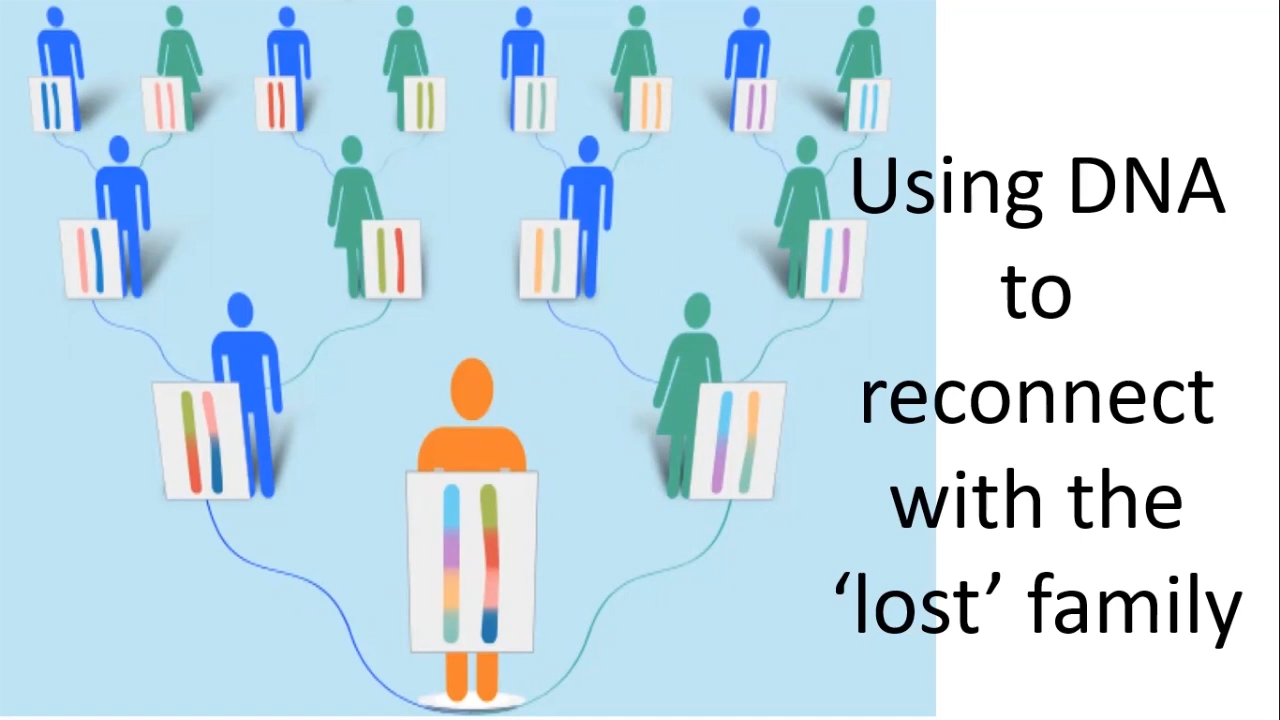 Using DNA
to
reconnect
with the
‘lost’ family